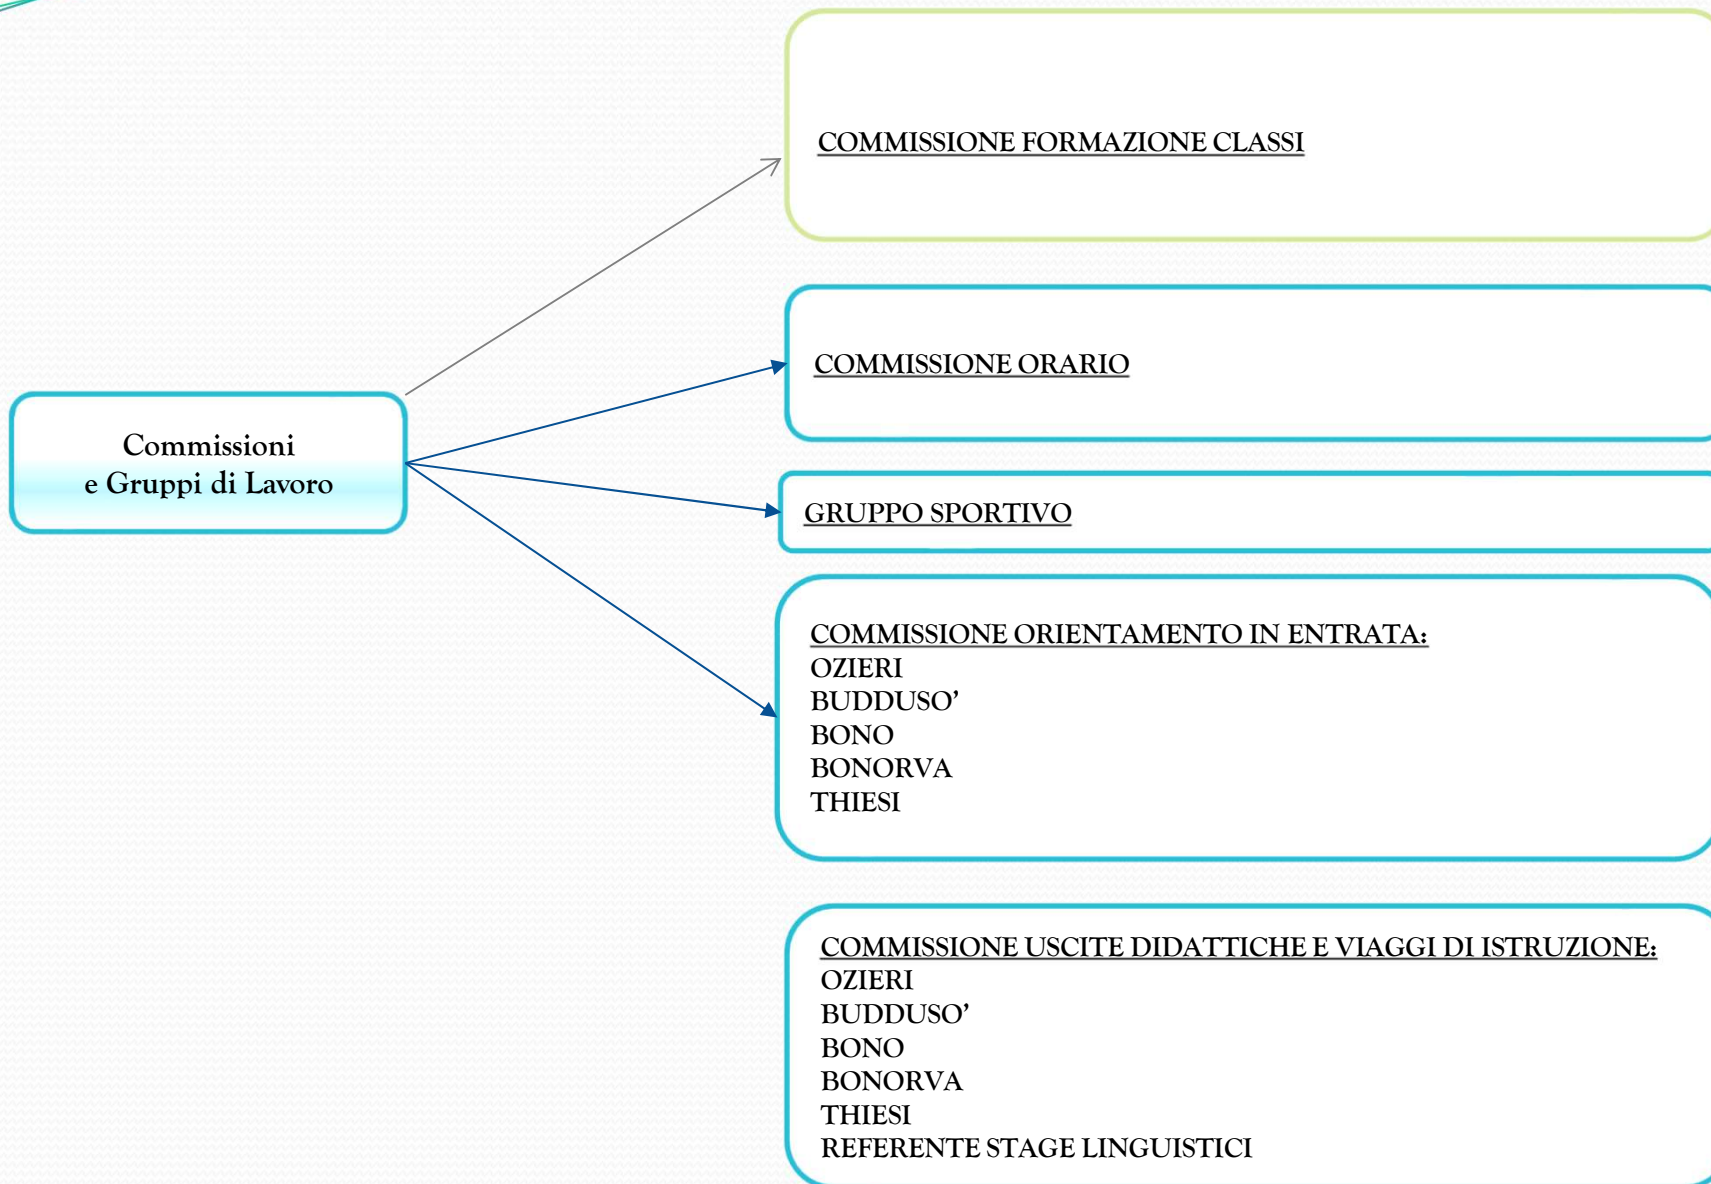 COMMISSIONE FORMAZIONE CLASSI
COMMISSIONE ORARIO
Commissioni
e Gruppi di Lavoro
GRUPPO SPORTIVO
COMMISSIONE ORIENTAMENTO IN ENTRATA:
OZIERI
BUDDUSO’
BONO
BONORVA
THIESI
COMMISSIONE USCITE DIDATTICHE E VIAGGI DI ISTRUZIONE:
OZIERI
BUDDUSO’
BONO
BONORVA
THIESI
REFERENTE STAGE LINGUISTICI